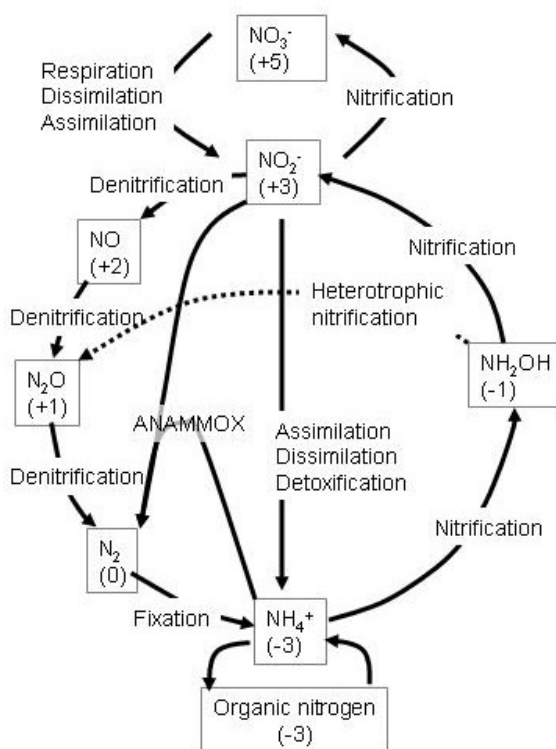 NO₃⁻
(+5)
Respiration
Dissimilation
Assimilation
Nitrification
NO₂⁻
(+3)
Denitrification
NO
(+2)
Nitrification
Heterotrophic
nitrification
Denitrification
N₂O
(+1)
NH₂OH
(-1)
ANAMMOX
Assimilation
Dissimilation
Detoxification
Denitrification
Nitrification
N₂
(0)
Fixation
NH₄⁺
(-3)
Organic nitrogen
(-3)